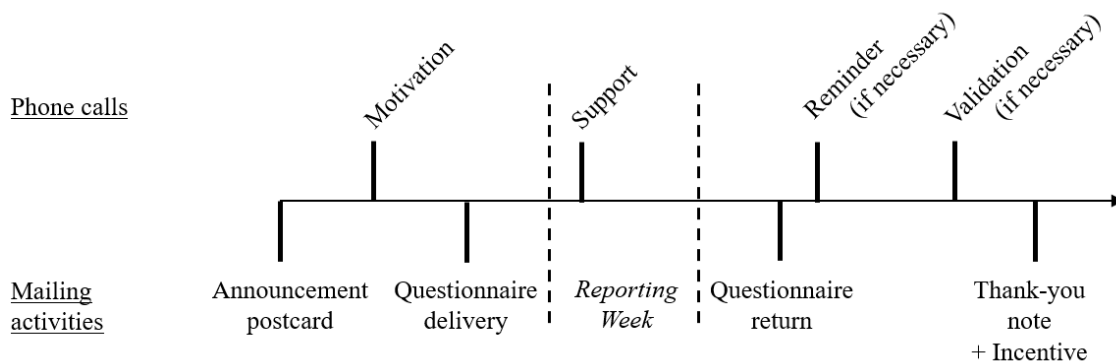 Phone calls
Motivation
Support
Reminder
(if necessary)
Validation
(if necessary)
Mailing
activities
Announcement
postcard
Questionnaire
delivery
Reporting
Week
Questionnaire
return
Thank-you
note
+ Incentive